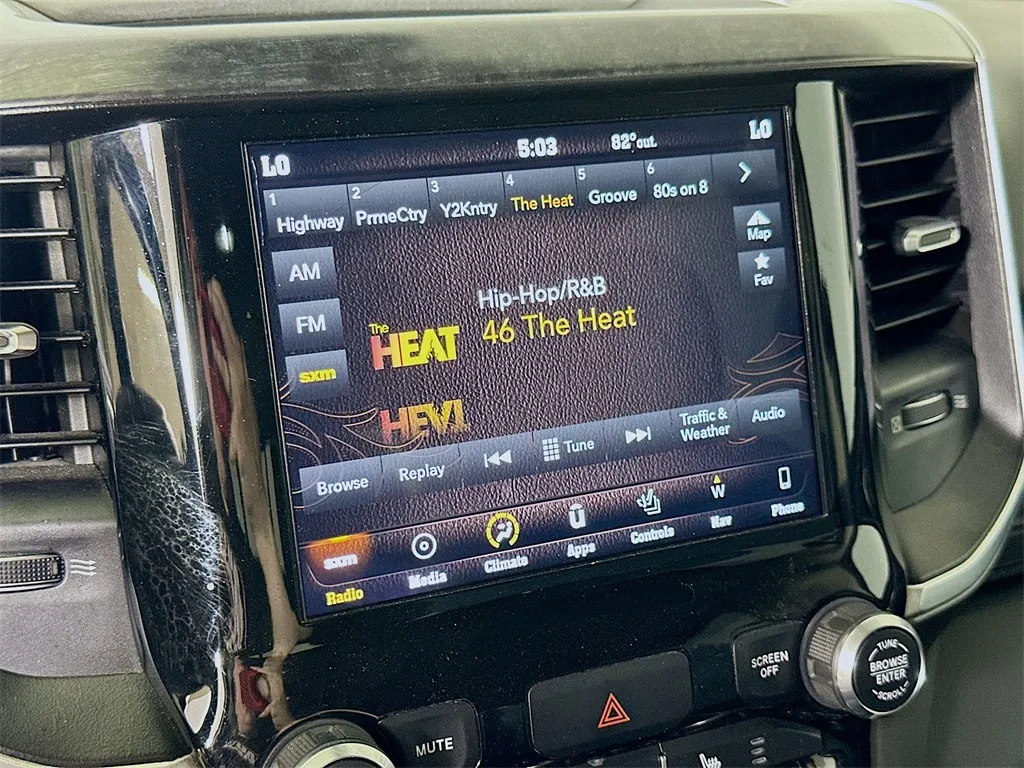 LO 5:03 82° out. LO
1 Highway 2 PrmeCtry 3 Y2Kntry 4 The Heat 5 Groove 6 80s on 8
Map
Fav
AM
FM
sxm
The
HEAT
Hip-Hop/R&B
46 The Heat
Browse Replay Tune Traffic & Weather Audio
sxm
Radio Media Climate Apps Controls W Nav Phone
MUTE
SCREEN
OFF
TUNE
BROWSE
ENTER
SCROLL